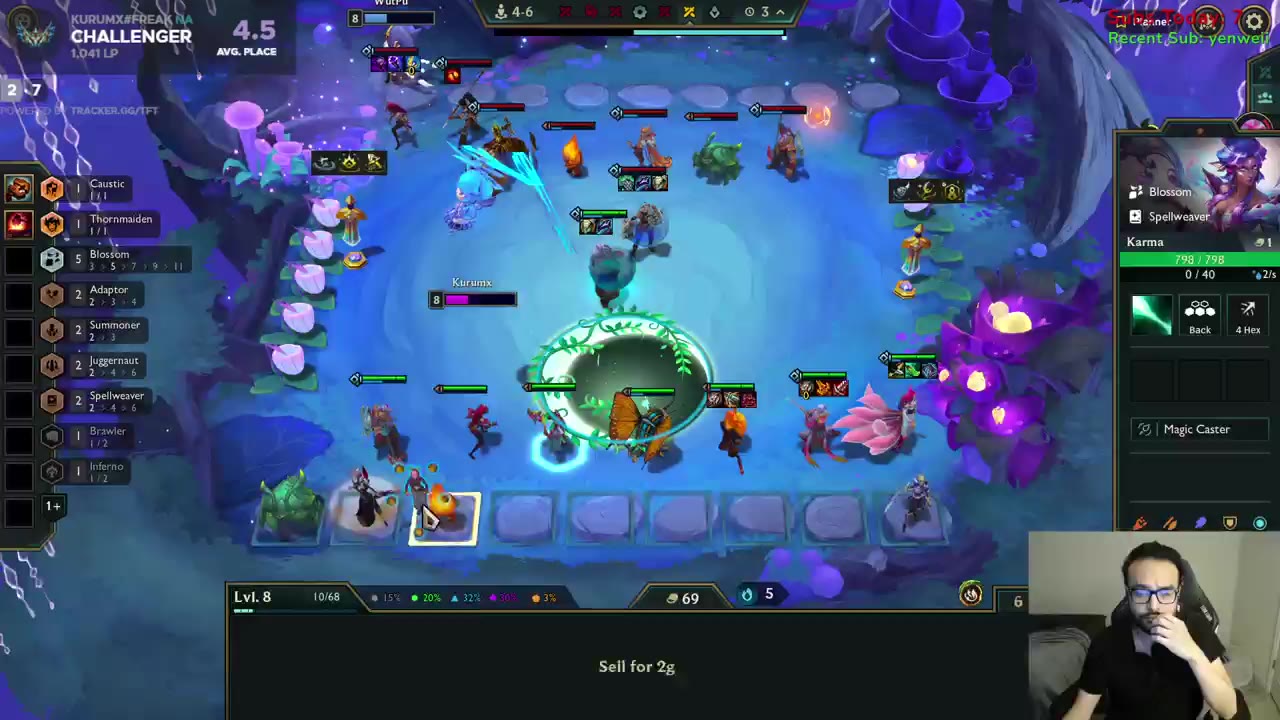 KURUMX#FREAK NA
CHALLENGER
1,041 LP
4.5
AVG. PLACE
2 7
POWERED BY TRACKER.GG/TFT
WutPu
8
4-6
3
Planner
Recent Sub: yenweii
Caustic
1 / 1
1
Thornmaiden
1 / 1
1
Blossom
3 > 5 > 7 > 9 > 11
5
Adaptor
2 > 3 > 4
2
Summoner
2 > 3
2
Juggernaut
2 > 4 > 6
2
Spellweaver
2 > 4 > 6
2
Brawler
1 / 2
1
Inferno
1 / 2
1
1+
Kurumx
8
Blossom
Spellweaver
Karma
1
798 / 798
0 / 40
2/s
Back
4 Hex
Magic Caster
Lvl. 8
10/68
15%
20%
32%
30%
3%
69
5
6
Sell for 2g